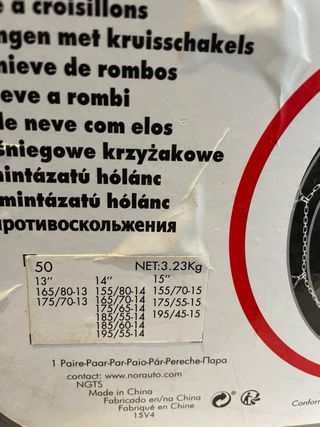 e a croisillons
ngen met kruisschakels
nieve de rombos
eve a rombi
de neve com elos
śniegowe krzyżakowe
mintázatú hólánc
mintázatú hólánc
противоскольжения
50 NET:3.23Kg
13" 14" 15"
165/80-13 155/80-14 155/70-15
175/70-13 165/70-14 175/55-15
175/65-14 195/45-15
185/55-14
185/60-14
195/55-14
1 Paire-Paar-Par-Paio-Pár-Pereche-Пара
contact: www.norauto.com
NGTS
Made in China
Fabricado en/na China
Fabriqué en Chine
15V4
Conform